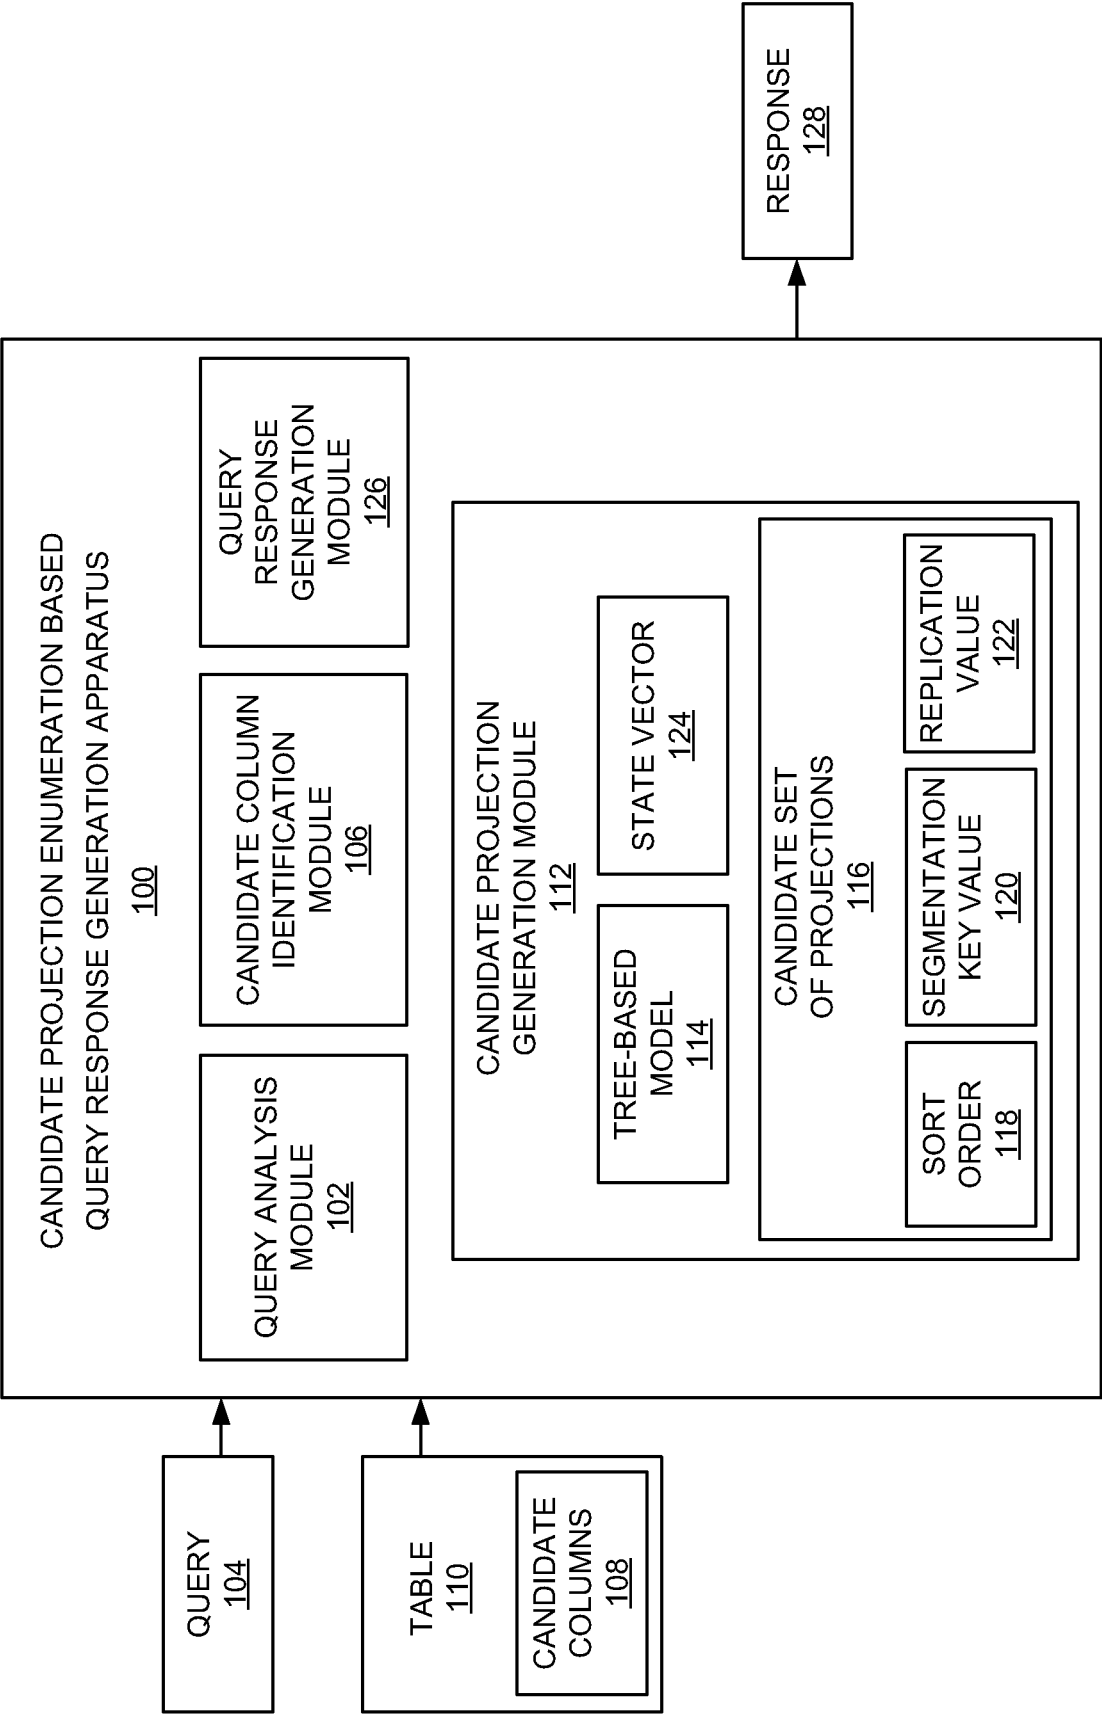 CANDIDATE PROJECTION ENUMERATION BASED
QUERY RESPONSE GENERATION APPARATUS
100
QUERY
104
TABLE
110
CANDIDATE
COLUMNS
108
QUERY ANALYSIS
MODULE
102
CANDIDATE COLUMN
IDENTIFICATION
MODULE
106
QUERY
RESPONSE
GENERATION
MODULE
126
CANDIDATE PROJECTION
GENERATION MODULE
112
TREE-BASED
MODEL
114
STATE VECTOR
124
CANDIDATE SET
OF PROJECTIONS
116
SORT
ORDER
118
SEGMENTATION
KEY VALUE
120
REPLICATION
VALUE
122
RESPONSE
128